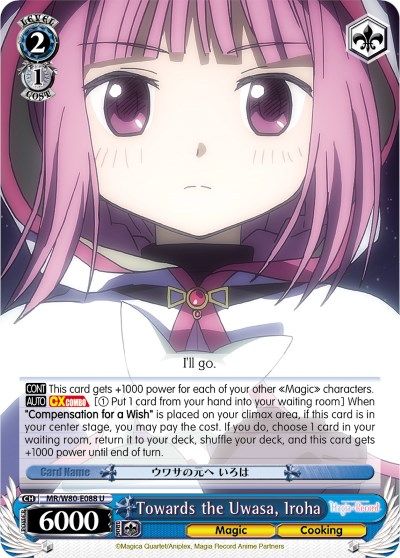 LEVEL
2
1
COST
I'll go.
CONT This card gets +1000 power for each of your other «Magic» characters.
AUTO CX COMBO [① Put 1 card from your hand into your waiting room] When
"Compensation for a Wish" is placed on your climax area, if this card is in
your center stage, you may pay the cost. If you do, choose 1 card in your
waiting room, return it to your deck, shuffle your deck, and this card gets
+1000 power until end of turn.
Card Name ウワサの元へ いろは
CH MR/W80-E088 U
Towards the Uwasa, Iroha
POWER 6000
Magic Cooking
©Magica Quartet/Aniplex, Magia Record Anime Partners